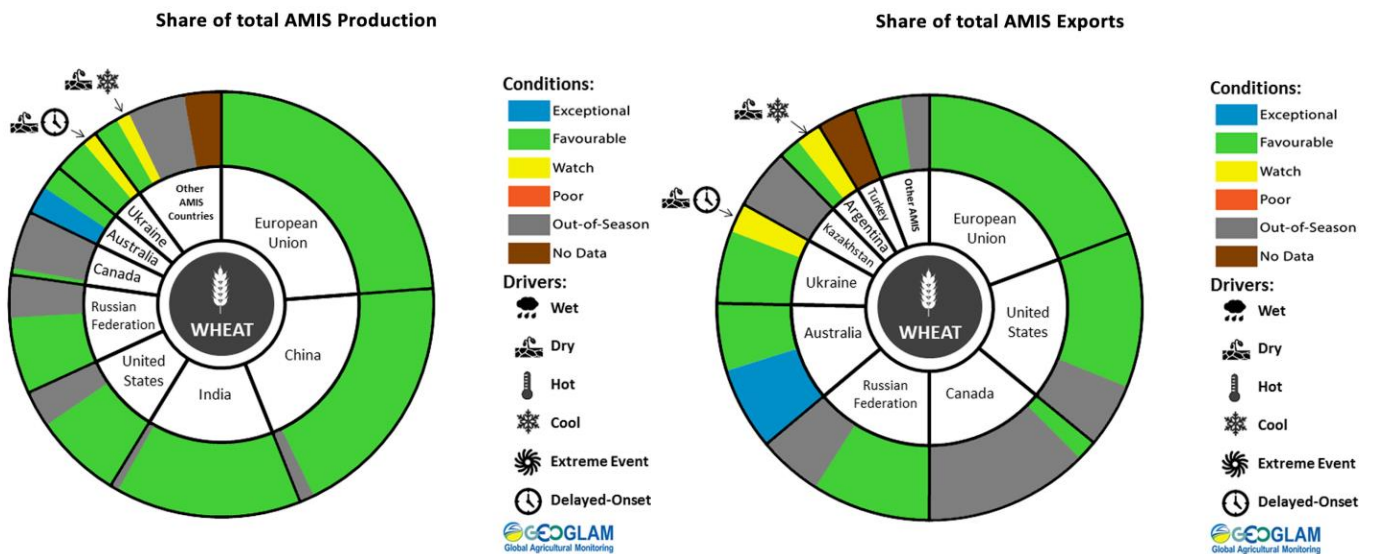 Share of total AMIS Production
Other
AMIS
Countries
European
Union
China
India
United
States
Russian
Federation
Canada
Australia
Ukraine
WHEAT
Conditions:
Exceptional
Favourable
Watch
Poor
Out-of-Season
No Data
Drivers:
Wet
Dry
Hot
Cool
Extreme Event
Delayed-Onset
GEOGLAM
Global Agricultural Monitoring
Share of total AMIS Exports
European
Union
United
States
Canada
Russian
Federation
Australia
Ukraine
Kazakhstan
Argentina
Turkey
Other AMIS
WHEAT
Conditions:
Exceptional
Favourable
Watch
Poor
Out-of-Season
No Data
Drivers:
Wet
Dry
Hot
Cool
Extreme Event
Delayed-Onset
GEOGLAM
Global Agricultural Monitoring